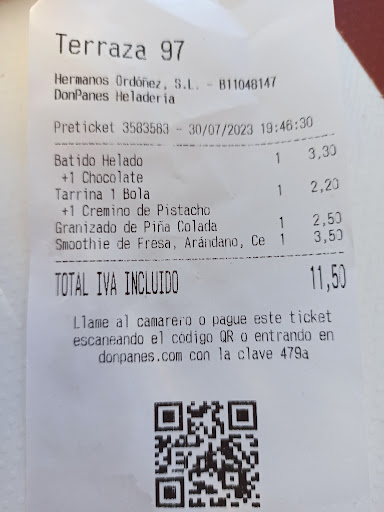 Terraza 97
Hermanos Ordóñez, S.L. - B11048147
DonPanes Heladería
Preticket 3583583 - 30/07/2023 19:46:30
Batido Helado 1 3,30
+1 Chocolate
Tarrina 1 Bola 1 2,20
+1 Cremino de Pistacho
Granizado de Piña Colada 1 2,50
Smoothie de Fresa, Arándano, Ce 1 3,50
TOTAL IVA INCLUIDO 11,50
Llame al camarero o pague este ticket
escaneando el código QR o entrando en
donpanes.com con la clave 479a